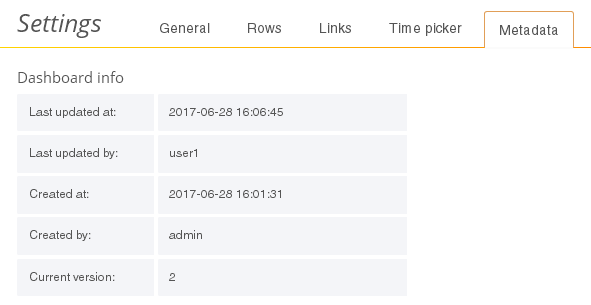 Settings General Rows Links Time picker Metadata
Dashboard info
Last updated at: 2017-06-28 16:06:45
Last updated by: user1
Created at: 2017-06-28 16:01:31
Created by: admin
Current version: 2